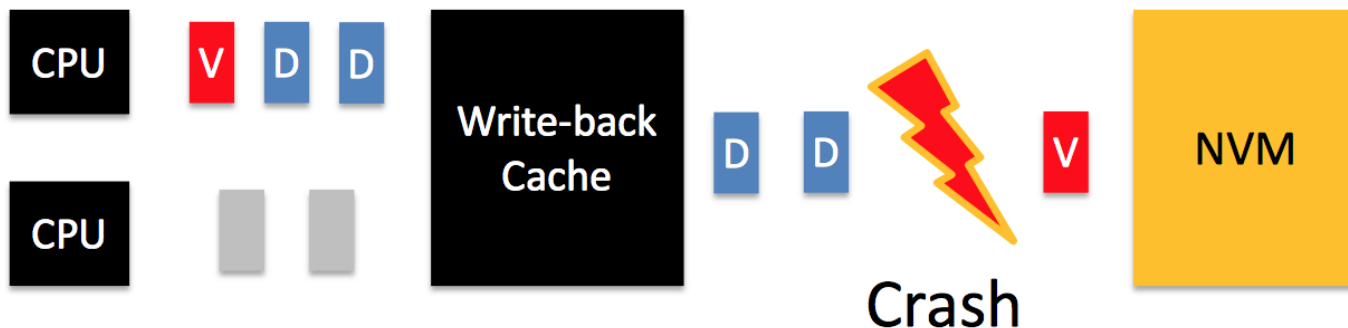 CPU
V D D
Write-back
Cache
D D
V
NVM
CPU
Crash